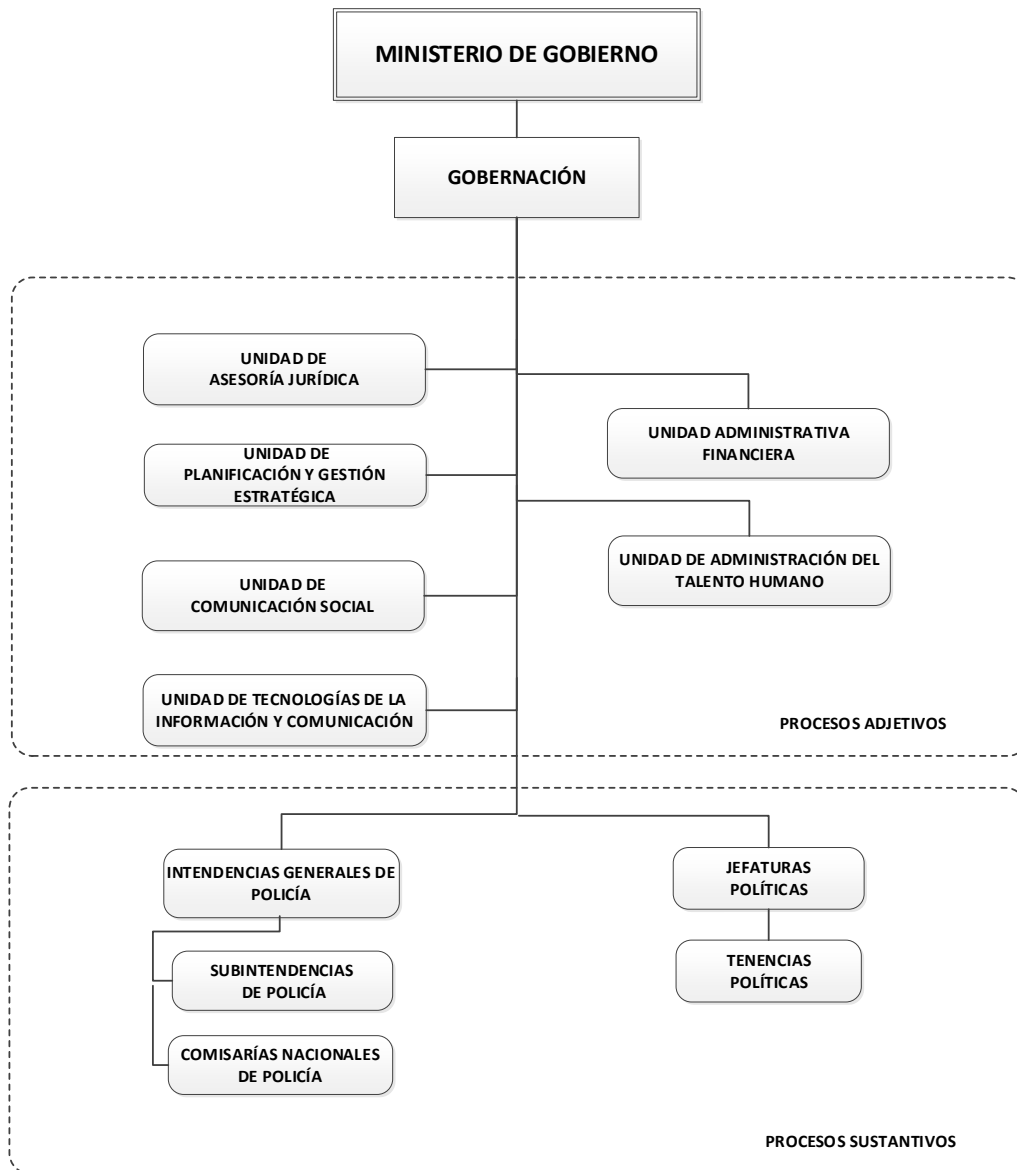 MINISTERIO DE GOBIERNO
GOBERNACIÓN
UNIDAD DE
ASESORÍA JURÍDICA
UNIDAD ADMINISTRATIVA
FINANCIERA
UNIDAD DE
PLANIFICACIÓN Y GESTIÓN
ESTRATÉGICA
UNIDAD DE ADMINISTRACIÓN DEL
TALENTO HUMANO
UNIDAD DE
COMUNICACIÓN SOCIAL
UNIDAD DE TECNOLOGÍAS DE LA
INFORMACIÓN Y COMUNICACIÓN
PROCESOS ADJETIVOS
INTENDENCIAS GENERALES DE
POLICÍA
JEFATURAS
POLÍTICAS
SUBINTENDENCIAS
DE POLICÍA
TENENCIAS
POLÍTICAS
COMISARÍAS NACIONALES
DE POLICÍA
PROCESOS SUSTANTIVOS